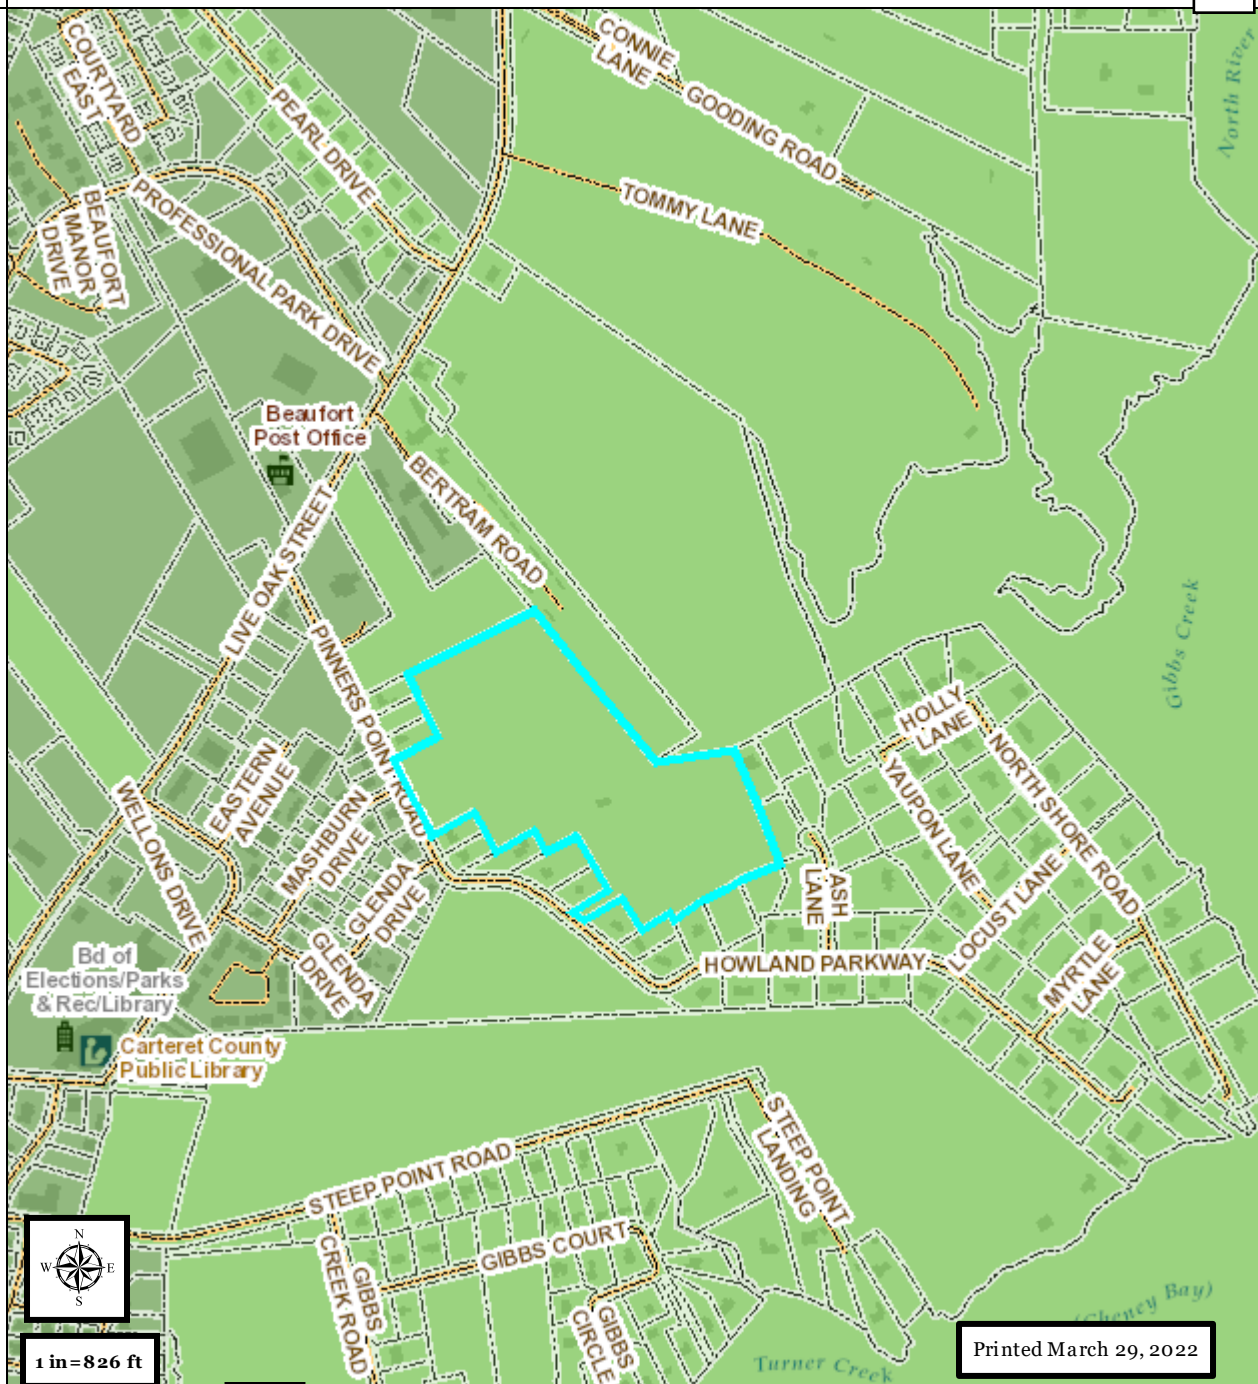 COURTYARD
EAST
CONNIE
LANE
GOODING ROAD
North River
PEARL DRIVE
TOMMY LANE
BEAUFORT
MANOR
DRIVE
PROFESSIONAL PARK DRIVE
Beaufort
Post Office
BERTRAM ROAD
LIVE OAK STREET
Gibbs Creek
PINNERS POINT ROAD
HOLLY
LANE
NORTH SHORE ROAD
EASTERN
AVENUE
WELLONS DRIVE
MASHBURN
DRIVE
YAUPON LANE
GLENDA
DRIVE
ASH
LANE
LOCUST LANE
GLENDA
DRIVE
HOWLAND PARKWAY
MYRTLE
LANE
Bd of
Elections/Parks
& Rec/Library
Carteret County
Public Library
STEEP POINT
LANDING
STEEP POINT ROAD
GIBBS COURT
GIBBS
CREEK ROAD
GIBBS
CIRCLE
N
W E
S
(Cheney Bay)
1 in=826 ft
Printed March 29, 2022
Turner Creek